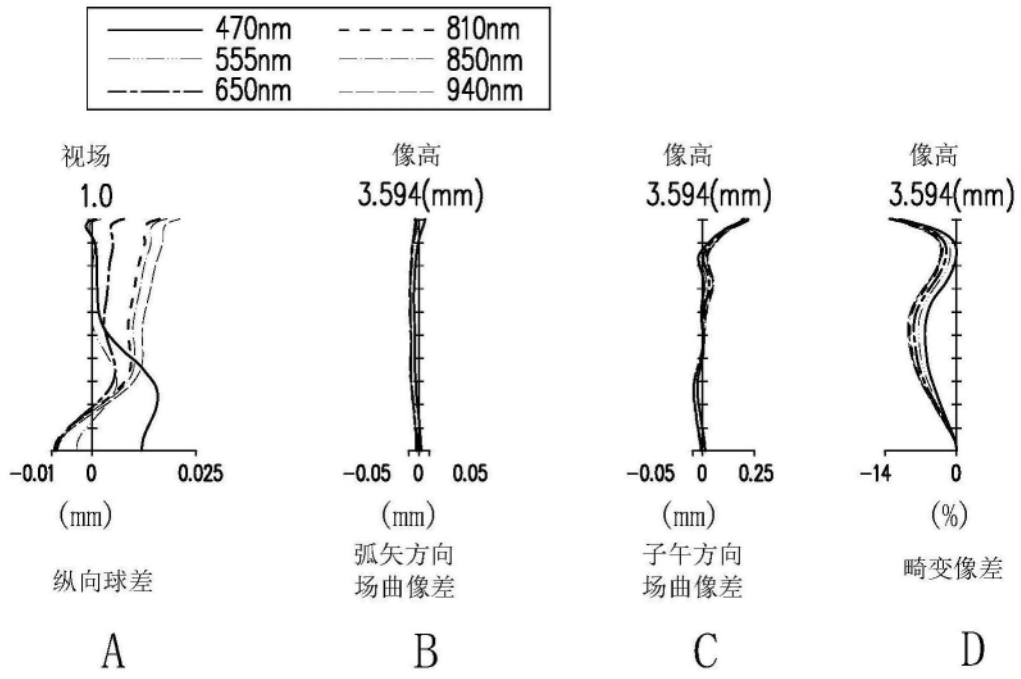 470nm 810nm
555nm 850nm
650nm 940nm
视场 像高 像高 像高
1.0 3.594(mm) 3.594(mm) 3.594(mm)
-0.01 0 0.025 -0.05 0 0.05 -0.05 0 0.25 -14 0
(mm) (mm) (mm) (%)
纵向球差
弧矢方向
场曲像差
子午方向
场曲像差
畸变像差
A B C D